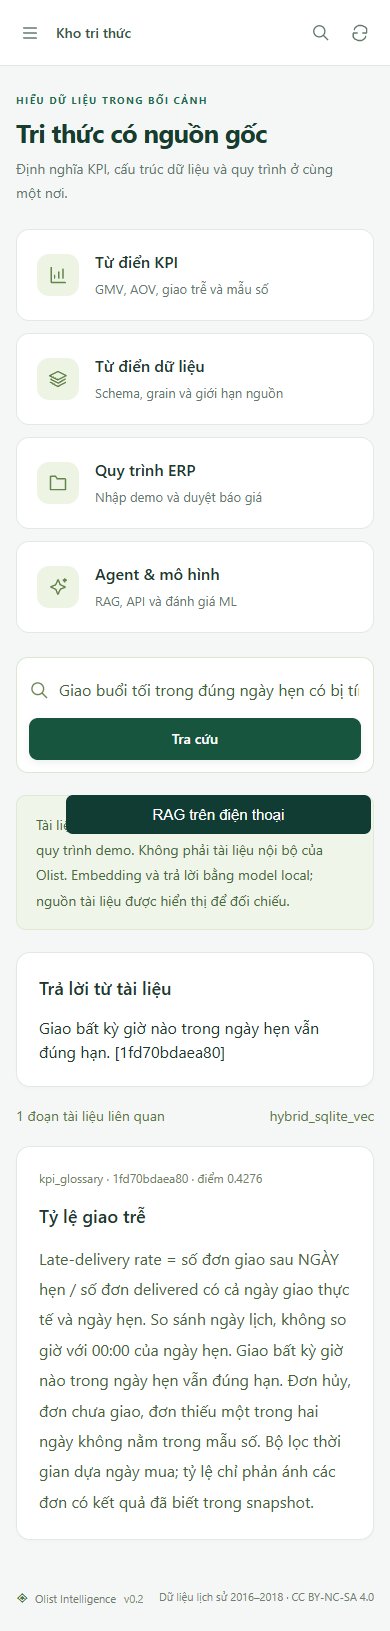 Kho tri thức
HIỂU DỮ LIỆU TRONG BỐI CẢNH
Tri thức có nguồn gốc
Định nghĩa KPI, cấu trúc dữ liệu và quy trình ở cùng
một nơi.
Từ điển KPI
GMV, AOV, giao trễ và mẫu số
Từ điển dữ liệu
Schema, grain và giới hạn nguồn
Quy trình ERP
Nhập demo và duyệt báo giá
Agent & mô hình
RAG, API và đánh giá ML
Giao buổi tối trong đúng ngày hẹn có bị
Tra cứu
RAG trên điện thoại
Tài
quy trình demo. Không phải tài liệu nội bộ của
Olist. Embedding và trả lời bằng model local;
nguồn tài liệu được hiển thị để đối chiếu.
Trả lời từ tài liệu
Giao bất kỳ giờ nào trong ngày hẹn vẫn
đúng hạn. [1fd70bdaea80]
1 đoạn tài liệu liên quan hybrid_sqlite_vec
kpi_glossary · 1fd70bdaea80 · điểm 0.4276
Tỷ lệ giao trễ
Late-delivery rate = số đơn giao sau NGÀY
hẹn / số đơn delivered có cả ngày giao thực
tế và ngày hẹn. So sánh ngày lịch, không so
giờ với 00:00 của ngày hẹn. Giao bất kỳ giờ
nào trong ngày hẹn vẫn đúng hạn. Đơn hủy,
đơn chưa giao, đơn thiếu một trong hai
ngày không nằm trong mẫu số. Bộ lọc thời
gian dựa ngày mua; tỷ lệ chỉ phản ánh các
đơn có kết quả đã biết trong snapshot.
Olist Intelligence v0.2 Dữ liệu lịch sử 2016–2018 · CC BY-NC-SA 4.0